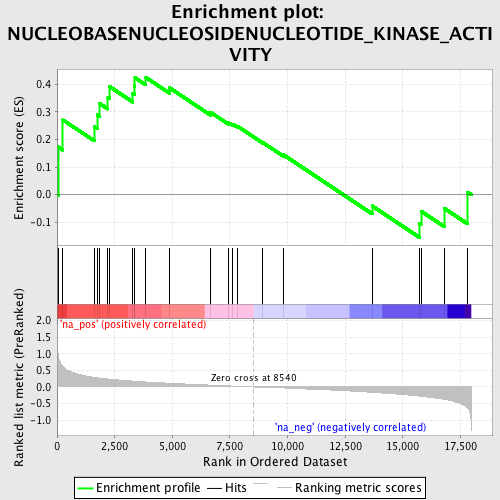 Enrichment plot:
NUCLEOBASENUCLEOSIDENUCLEOTIDE_KINASE_ACTI
VITY
Enrichment score (ES)
0.4
0.3
0.2
0.1
0.0
-0.1
'na_pos' (positively correlated)
Ranked list metric (PreRanked)
2.0
1.5
1.0
0.5
0.0
-0.5
-1.0
Zero cross at 8540
'na_neg' (negatively correlated)
0 2,500 5,000 7,500 10,000 12,500 15,000 17,500
Rank in Ordered Dataset
Enrichment profile Hits Ranking metric scores